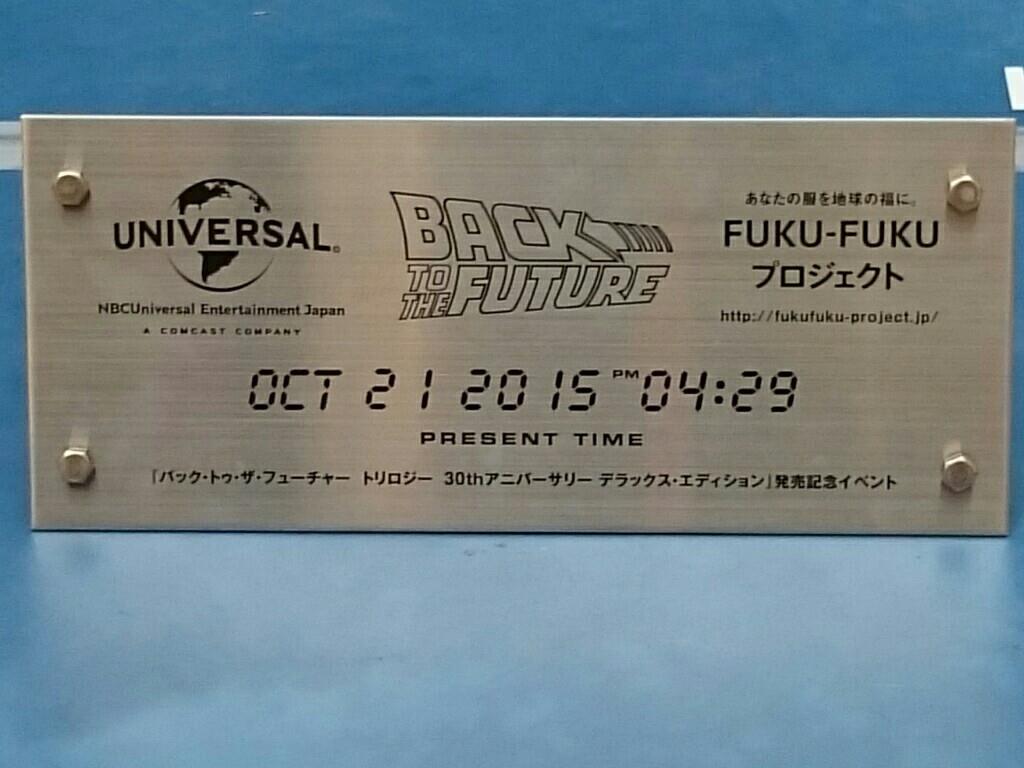 UNIVERSAL
NBCUniversal Entertainment Japan
A COMCAST COMPANY
BACK
TO THE FUTURE
あなたの服を地球の福に。
FUKU-FUKU
プロジェクト
http://fukufuku-project.jp/
OCT 21 2015 PM 04:29
PRESENT TIME
「バック・トゥ・ザ・フューチャー トリロジー 30thアニバーサリー デラックス・エディション」発売記念イベント